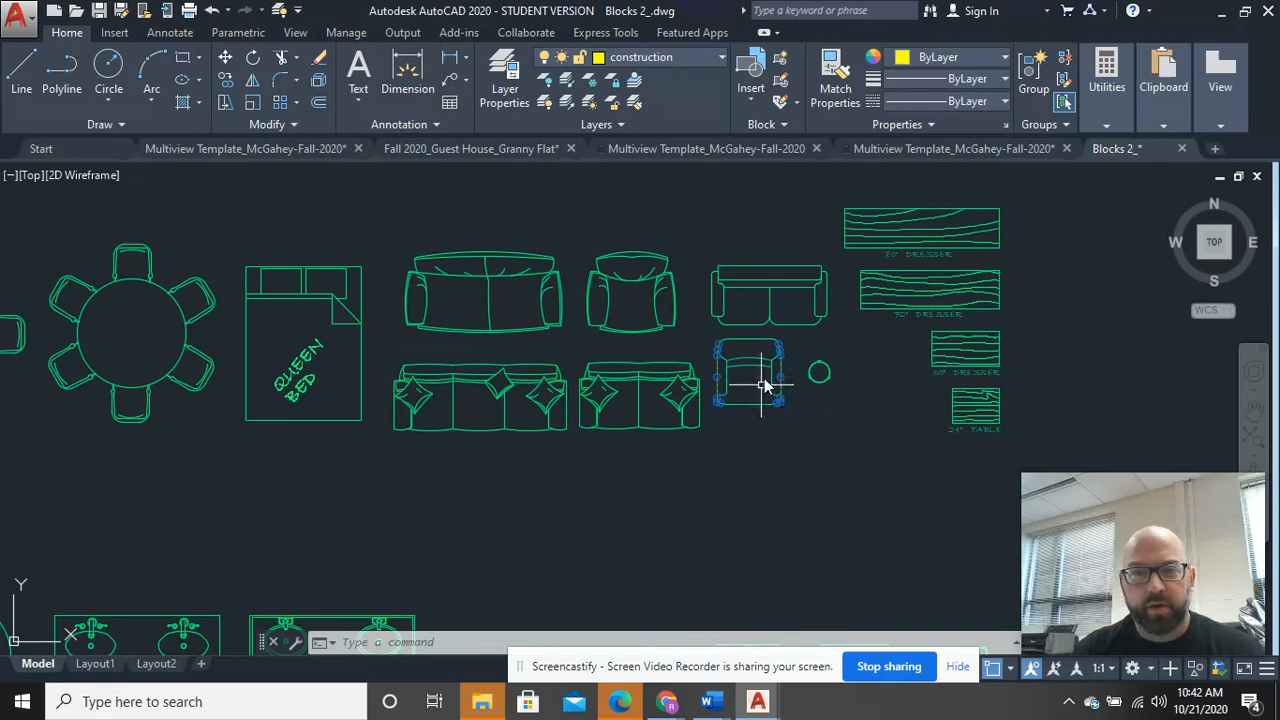 Autodesk AutoCAD 2020 - STUDENT VERSION Blocks 2_.dwg
Type a keyword or phrase
Sign In
Home Insert Annotate Parametric View Manage Output Add-ins Collaborate Express Tools Featured Apps
construction
ByLayer
ByLayer
ByLayer
Line Polyline Circle Arc
Text Dimension
Layer Properties
Insert
Match Properties
Group
Utilities
Clipboard
View
Draw Modify Annotation Layers Block Properties Groups
Start Multiview Template_McGahey-Fall-2020* Fall 2020_Guest House_Granny Flat* Multiview Template_McGahey-Fall-2020 Multiview Template_McGahey-Fall-2020* Blocks 2_*
[−][Top][2D Wireframe]
N
W TOP E
S
WCS
80" DRESSER
70" DRESSER
24" TABLE
QUEEN
BED
Y
X
Type a command
Screencastify - Screen Video Recorder is sharing your screen.
Stop sharing
Hide
Model Layout1 Layout2
1:1
Type here to search
10:42 AM
10/21/2020
4